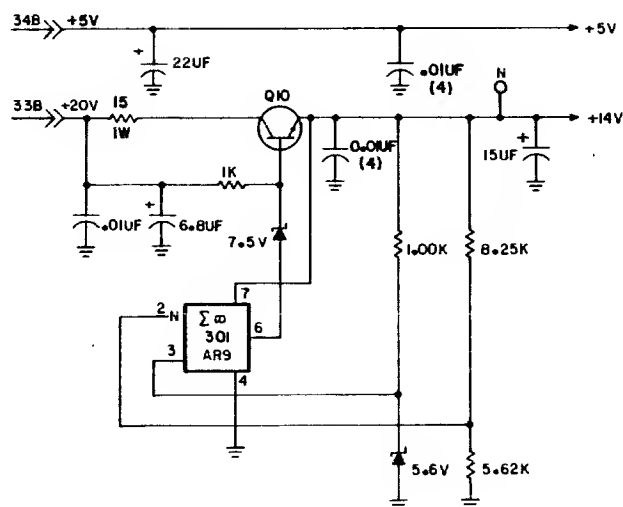 34B +5V +5V
+ 22UF .01UF
(4)
N
33B +20V 15 Q10 +14V
1W
0.01UF
(4)
+ 15UF
1K
.01UF + 6.8UF
7.5V
1.00K 8.25K
7
2 N Σ ∞ 6
301
3 AR9
4
5.6V 5.62K